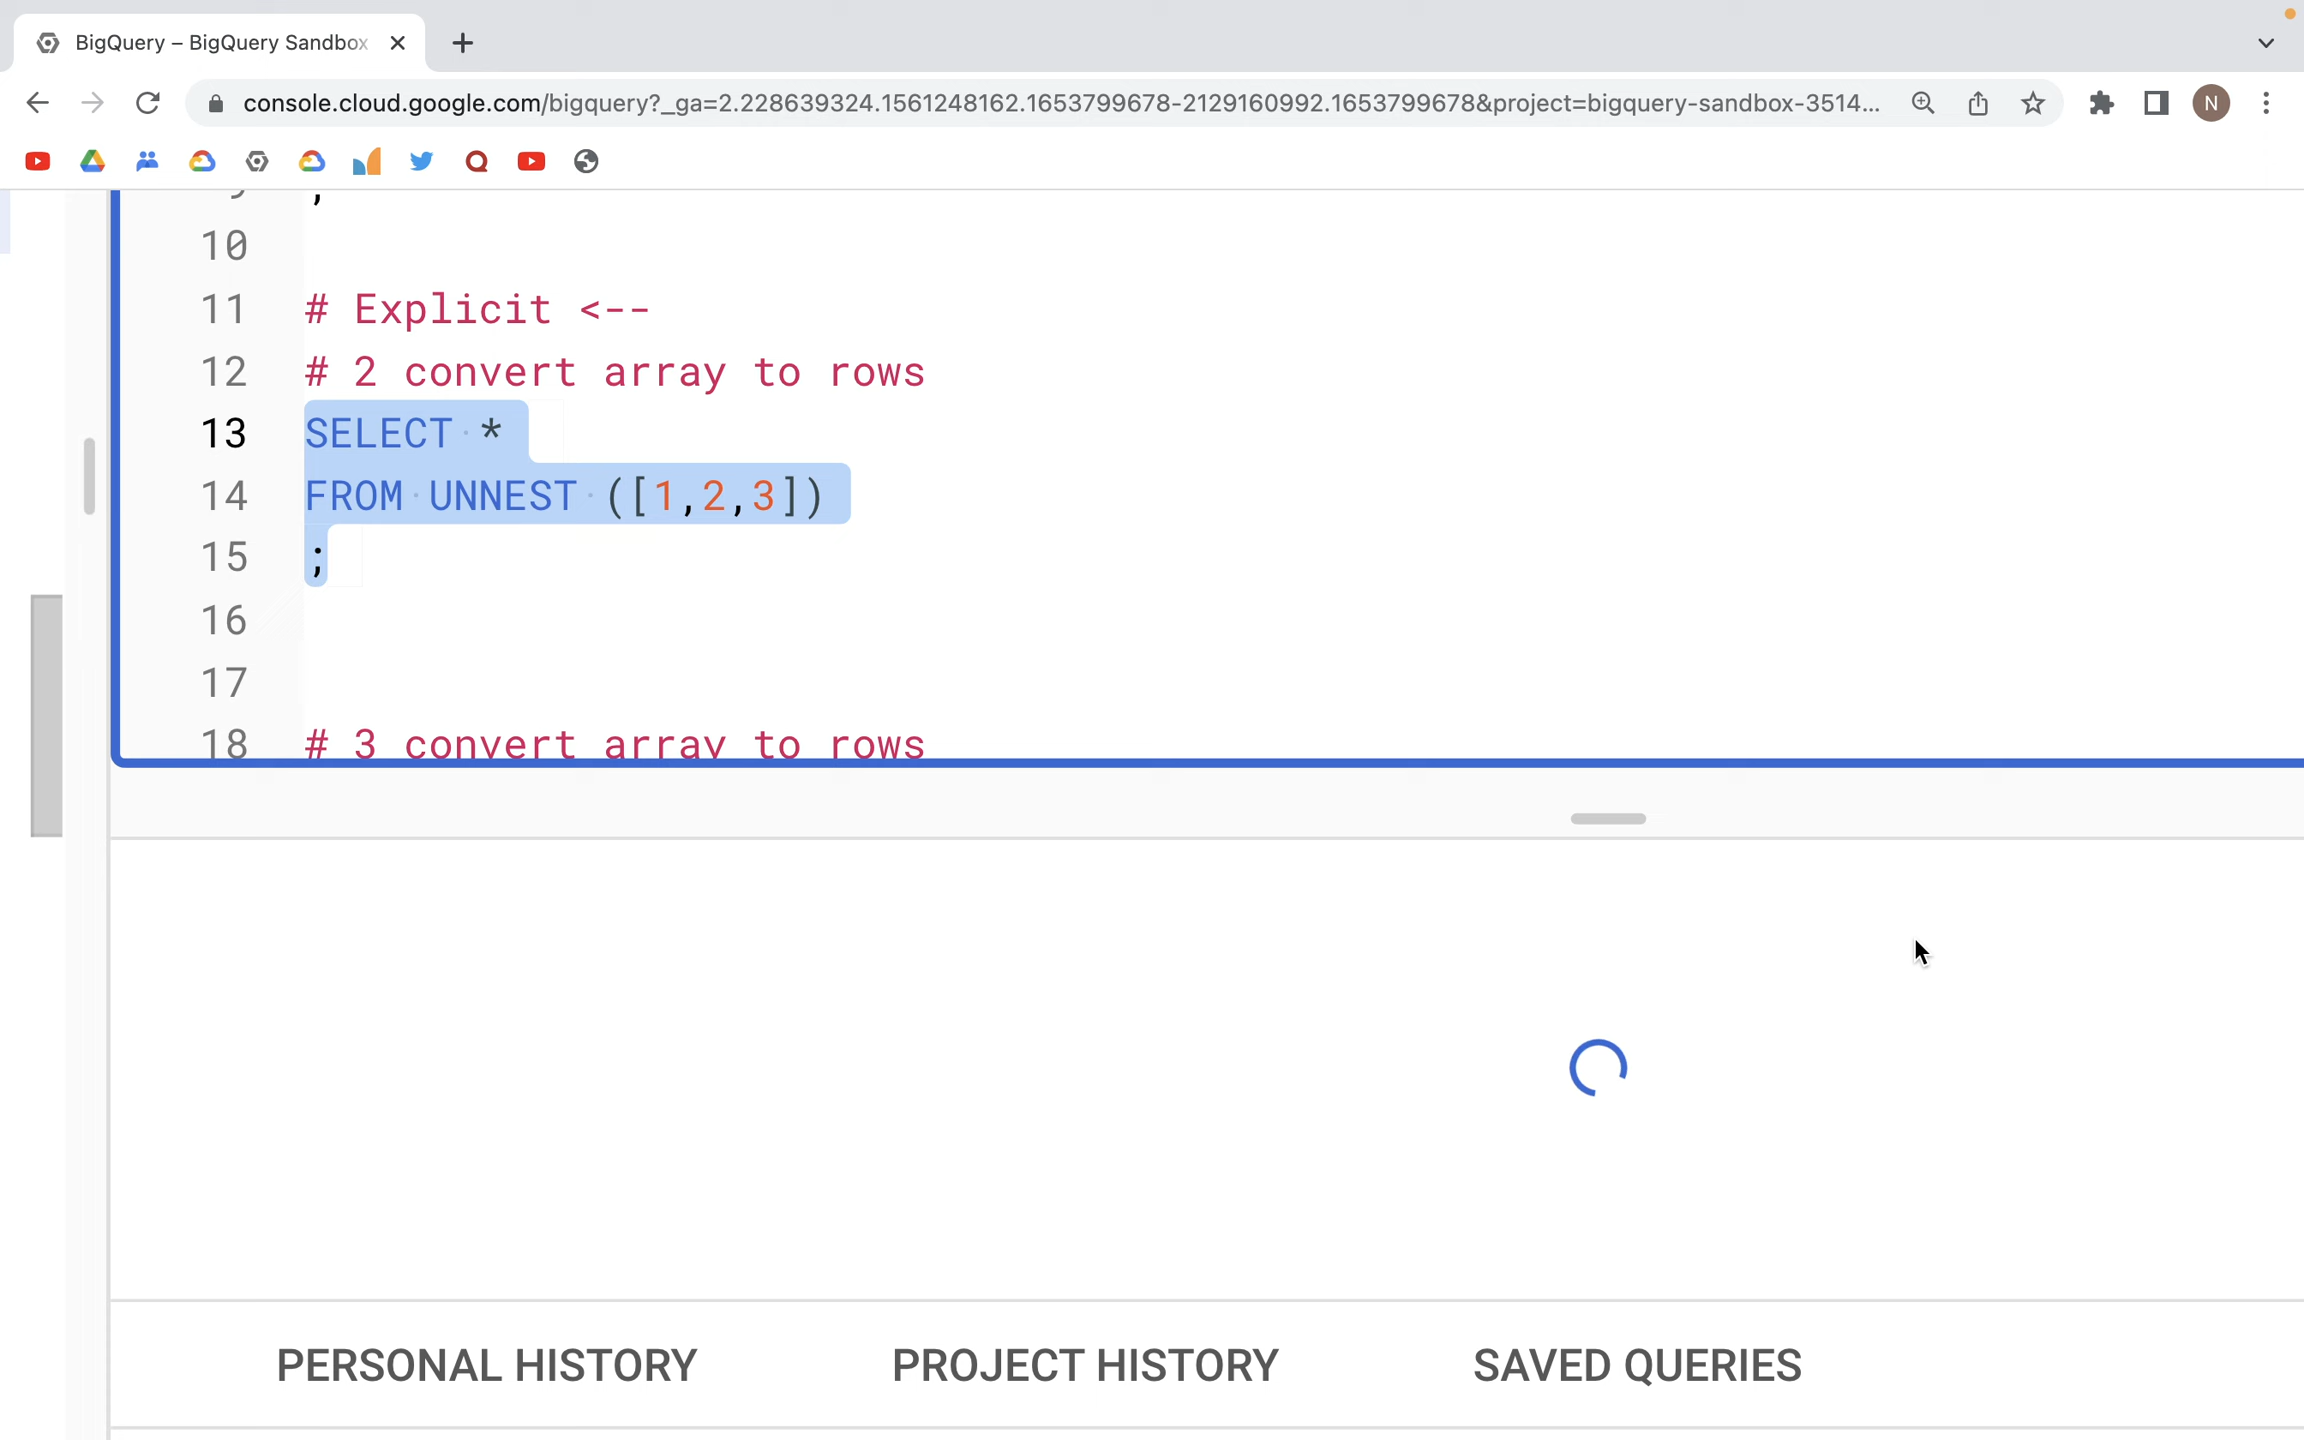 BigQuery – BigQuery Sandbox
console.cloud.google.com/bigquery?_ga=2.228639324.1561248162.1653799678-2129160992.1653799678&project=bigquery-sandbox-3514...
N
9 ;
10
11 # Explicit <--
12 # 2 convert array to rows
13 SELECT *
14 FROM UNNEST ([1,2,3])
15 ;
16
17
18 # 3 convert array to rows
PERSONAL HISTORY
PROJECT HISTORY
SAVED QUERIES